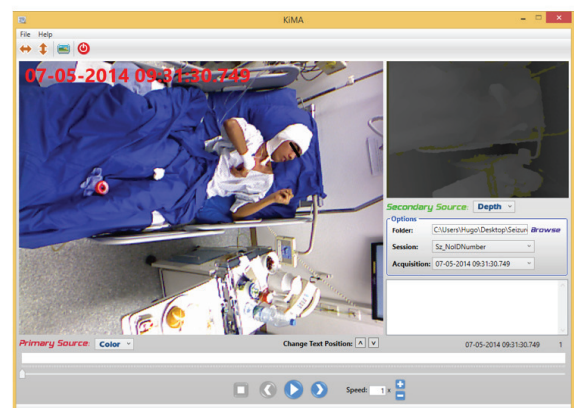 KiMA
File Help
07-05-2014 09:31:30.749
Secondary Source: Depth
Options
Folder: C:\Users\Hugo\Desktop\Seizun Browse
Session: Sz_NoIDNumber
Acquisition: 07-05-2014 09:31:30.749
Primary Source: Color
Change Text Position:
07-05-2014 09:31:30.749 1
Speed: 1 x